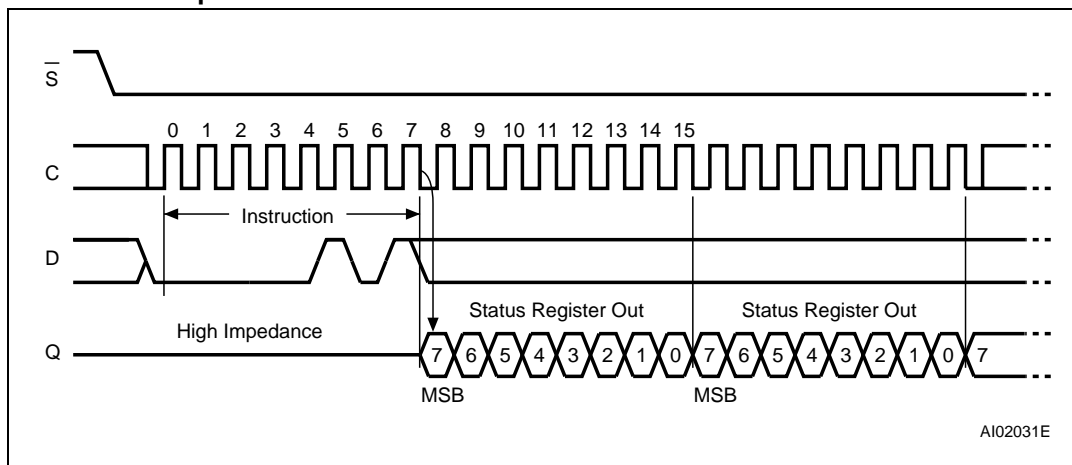 S
0 1 2 3 4 5 6 7 8 9 10 11 12 13 14 15
C
Instruction
D
Status Register Out Status Register Out
High Impedance
Q 7 6 5 4 3 2 1 0 7 6 5 4 3 2 1 0 7
MSB MSB
AI02031E